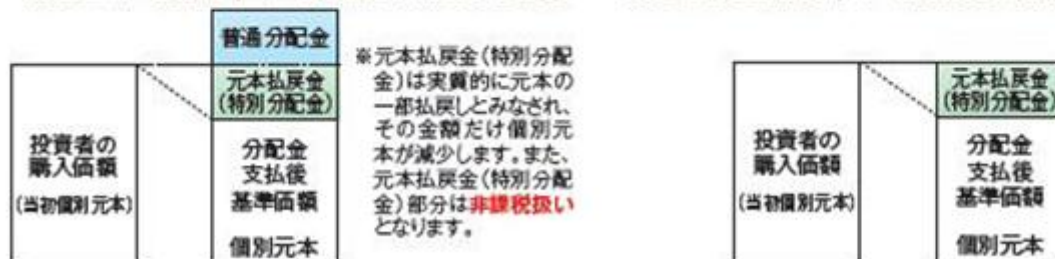 普通分配金
元本払戻金
(特別分配金)
投資者の
購入価額
(当初個別元本)
分配金
支払後
基準価額
個別元本
※元本払戻金(特別分配
金)は実質的に元本の
一部払戻しとみなされ、
その金額だけ個別元
本が減少します。また、
元本払戻金(特別分配
金)部分は非課税扱い
となります。
元本払戻金
(特別分配金)
投資者の
購入価額
(当初個別元本)
分配金
支払後
基準価額
個別元本